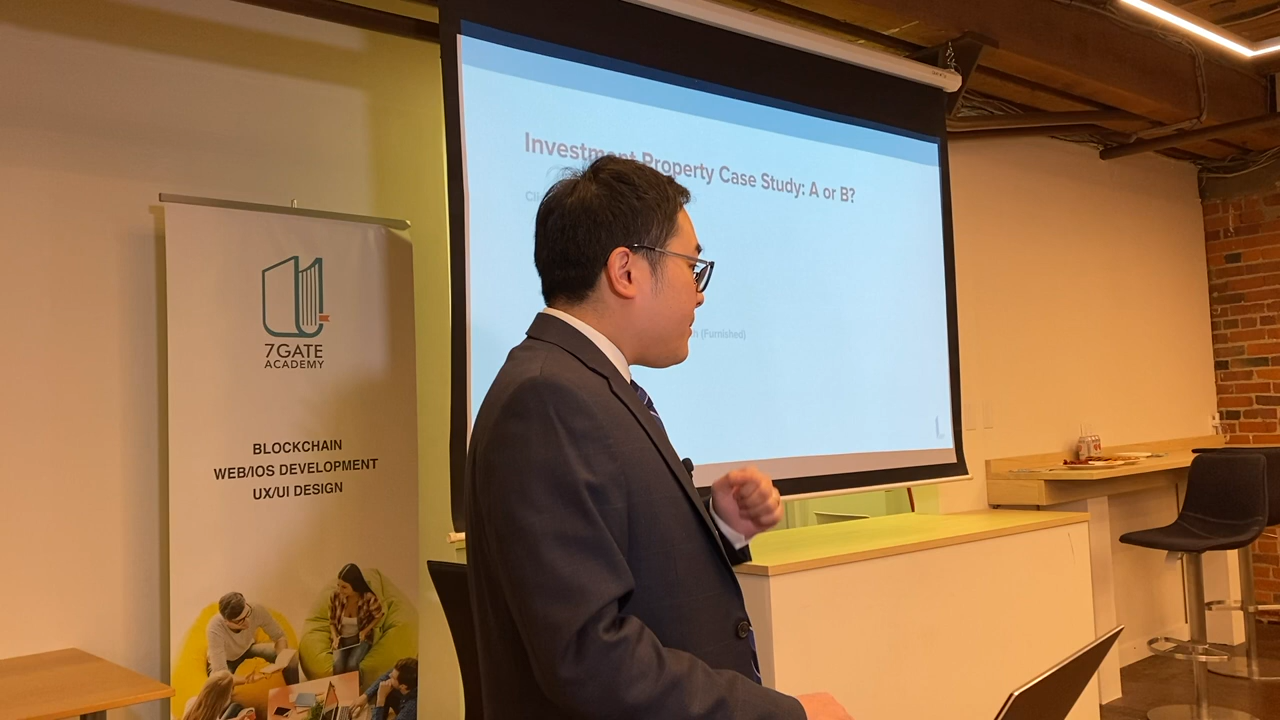 Investment Property Case Study: A or B?
(Furnished)
7GATE
ACADEMY
BLOCKCHAIN
WEB/IOS DEVELOPMENT
UX/UI DESIGN